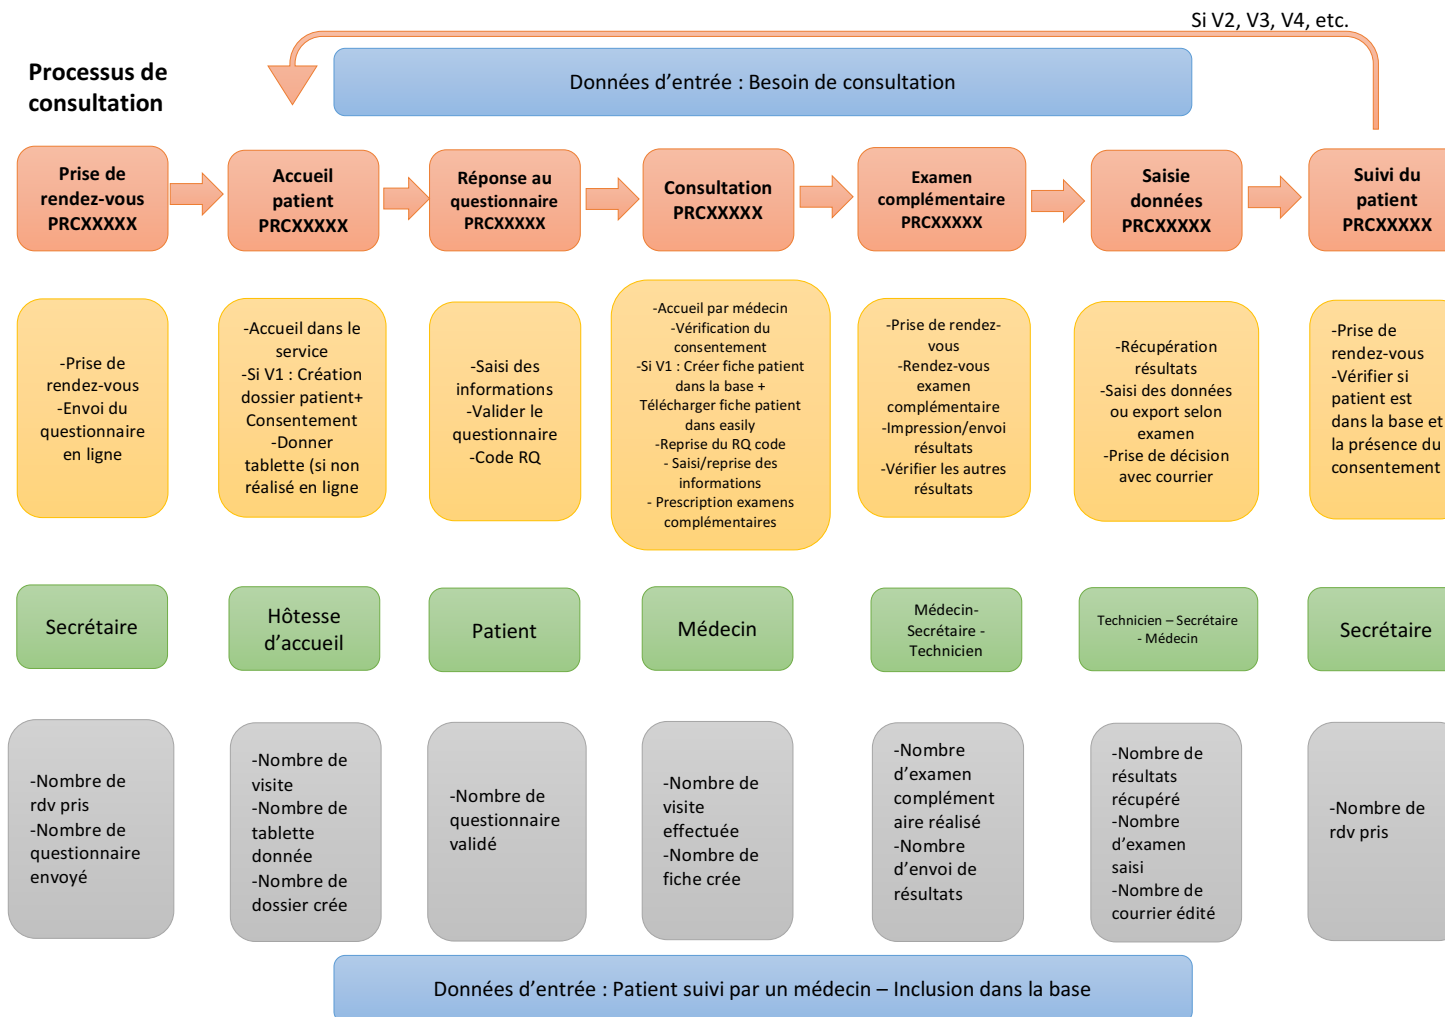 Si V2, V3, V4, etc.
Processus de
consultation
Données d’entrée : Besoin de consultation
Prise de
rendez-vous
PRCXXXXX
Accueil
patient
PRCXXXXX
Réponse au
questionnaire
PRCXXXXX
Consultation
PRCXXXXX
Examen
complémentaire
PRCXXXXX
Saisie
données
PRCXXXXX
Suivi du
patient
PRCXXXXX
-Prise de
rendez-vous
-Envoi du
questionnaire
en ligne
-Accueil dans le
service
-Si V1 : Création
dossier patient+
Consentement
-Donner
tablette (si non
réalisé en ligne
-Saisi des
informations
-Valider le
questionnaire
-Code RQ
-Accueil par médecin
-Vérification du
consentement
-Si V1 : Créer fiche patient
dans la base +
Télécharger fiche patient
dans easily
-Reprise du RQ code
- Saisi/reprise des
informations
- Prescription examens
complémentaires
-Prise de rendez-
vous
-Rendez-vous
examen
complémentaire
-Impression/envoi
résultats
-Vérifier les autres
résultats
-Récupération
résultats
-Saisi des données
ou export selon
examen
-Prise de décision
avec courrier
-Prise de
rendez-vous
-Vérifier si
patient est
dans la base et
la présence du
consentement
Secrétaire
Hôtesse
d’accueil
Patient
Médecin
Médecin-
Secrétaire -
Technicien
Technicien – Secrétaire
- Médecin
Secrétaire
-Nombre de
rdv pris
-Nombre de
questionnaire
envoyé
-Nombre de
visite
-Nombre de
tablette
donnée
-Nombre de
dossier crée
-Nombre de
questionnaire
validé
-Nombre de
visite
effectuée
-Nombre de
fiche crée
-Nombre
d’examen
complément
aire réalisé
-Nombre
d’envoi de
résultats
-Nombre de
résultats
récupéré
-Nombre
d’examen
saisi
-Nombre de
courrier édité
-Nombre de
rdv pris
Données d’entrée : Patient suivi par un médecin – Inclusion dans la base